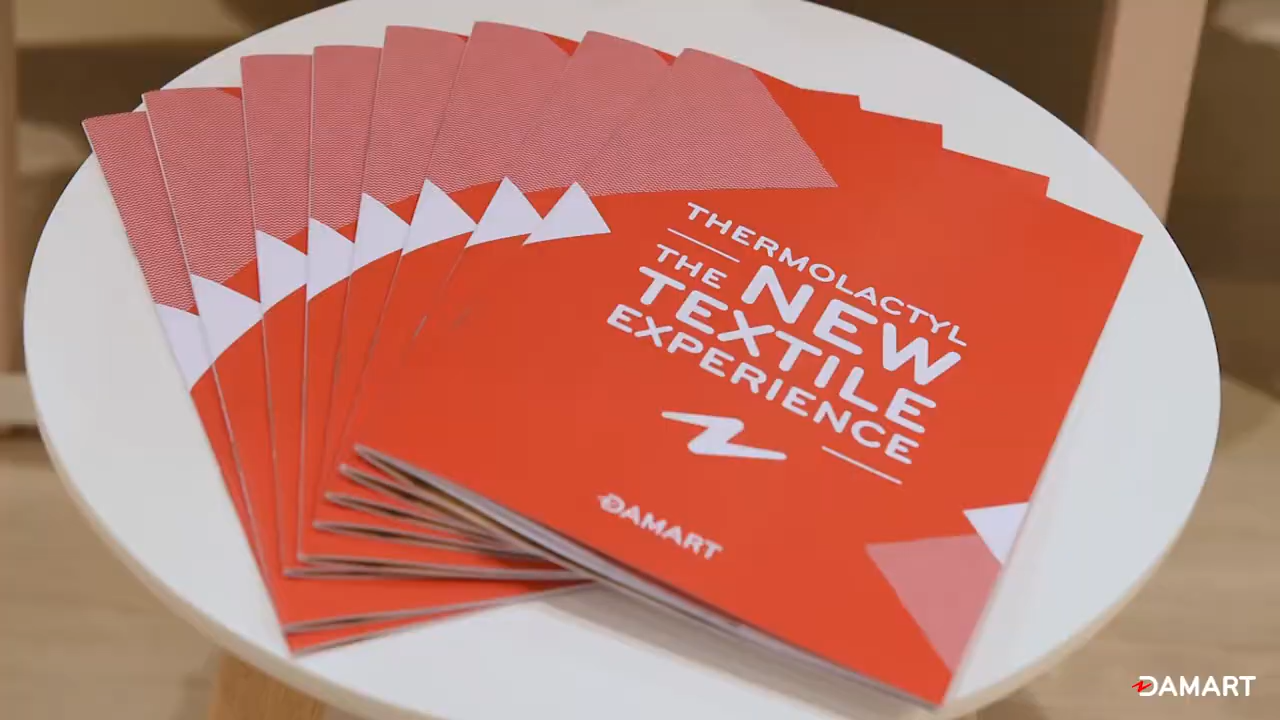 THERMOLACTYL
THE NEW
TEXTILE
EXPERIENCE
DAMART
DAMART